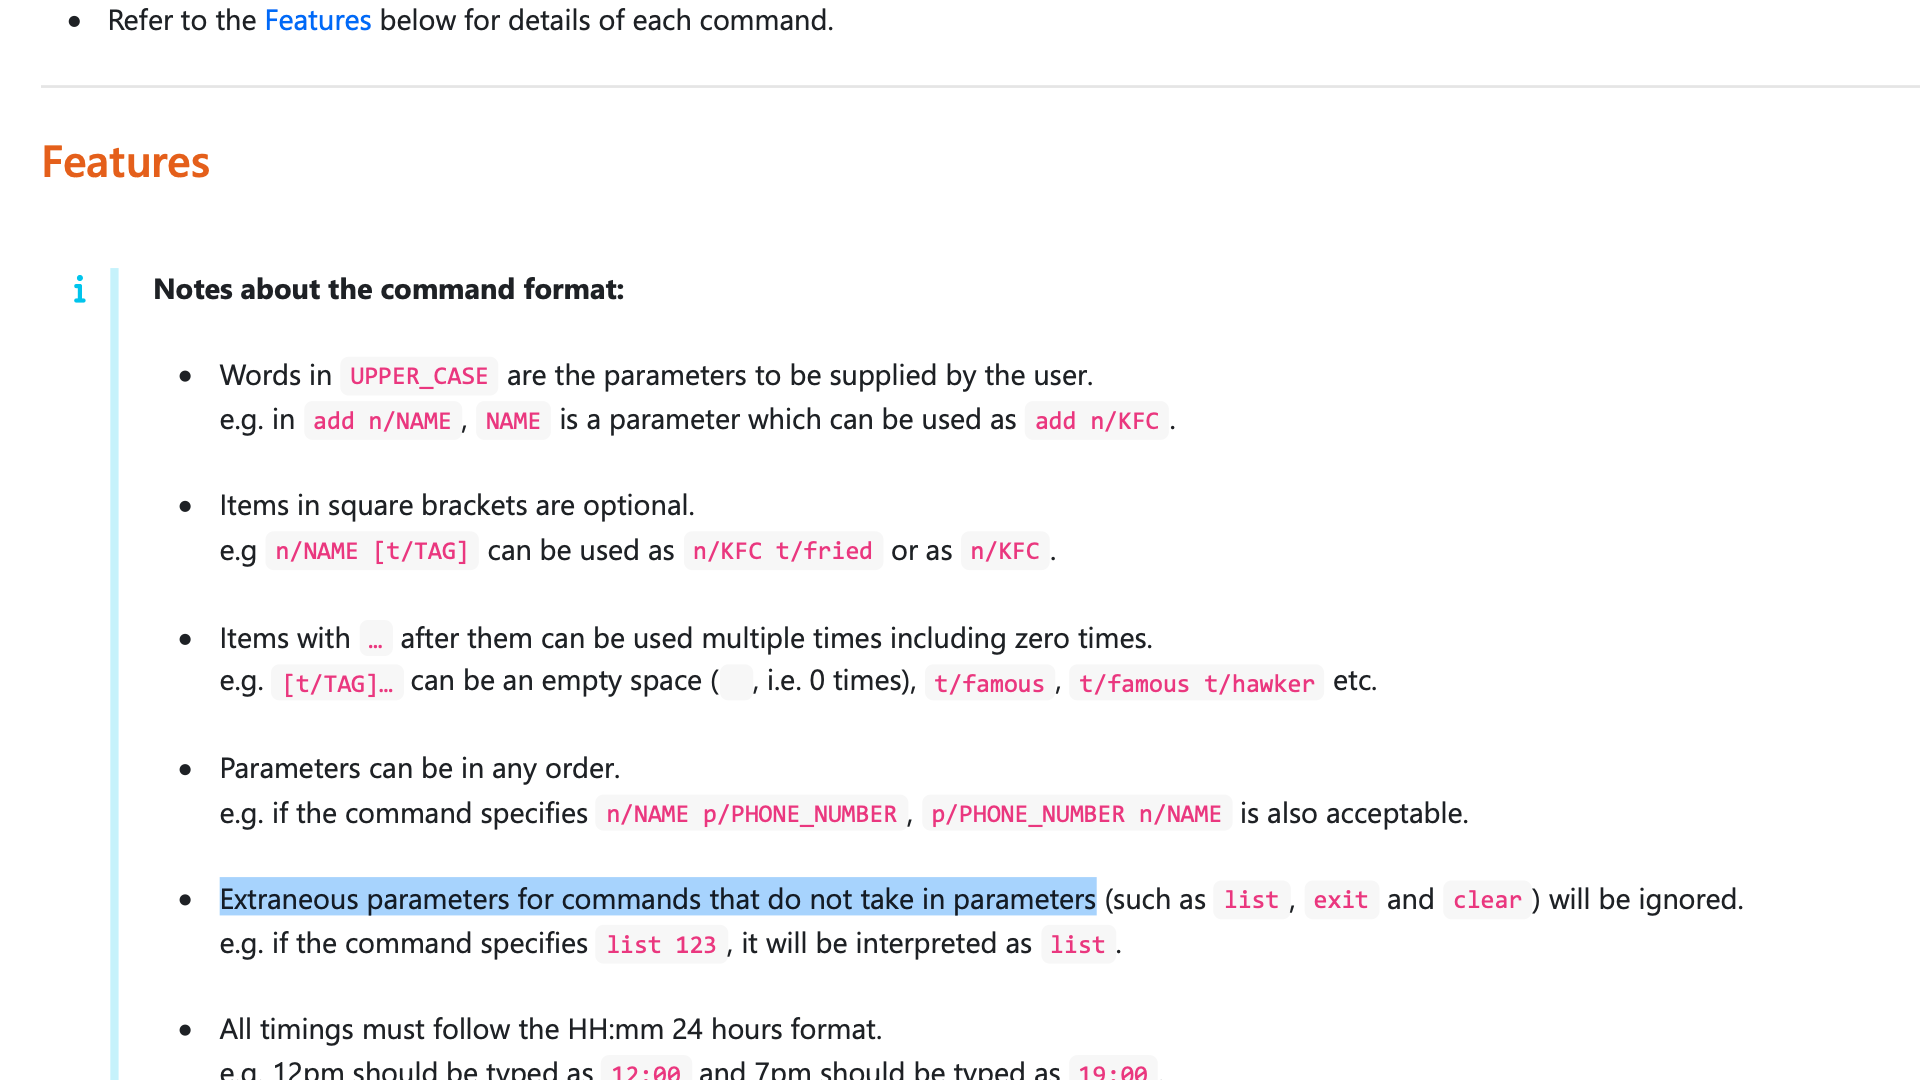 Refer to the Features below for details of each command.
Features
i
Notes about the command format:
Words in UPPER_CASE are the parameters to be supplied by the user.
e.g. in add n/NAME, NAME is a parameter which can be used as add n/KFC.
Items in square brackets are optional.
e.g n/NAME [t/TAG] can be used as n/KFC t/fried or as n/KFC.
Items with … after them can be used multiple times including zero times.
e.g. [t/TAG]… can be an empty space ( , i.e. 0 times), t/famous, t/famous t/hawker etc.
Parameters can be in any order.
e.g. if the command specifies n/NAME p/PHONE_NUMBER, p/PHONE_NUMBER n/NAME is also acceptable.
Extraneous parameters for commands that do not take in parameters (such as list, exit and clear) will be ignored.
e.g. if the command specifies list 123, it will be interpreted as list.
All timings must follow the HH:mm 24 hours format.
e.g. 12pm should be typed as 12:00 and 7pm should be typed as 19:00.